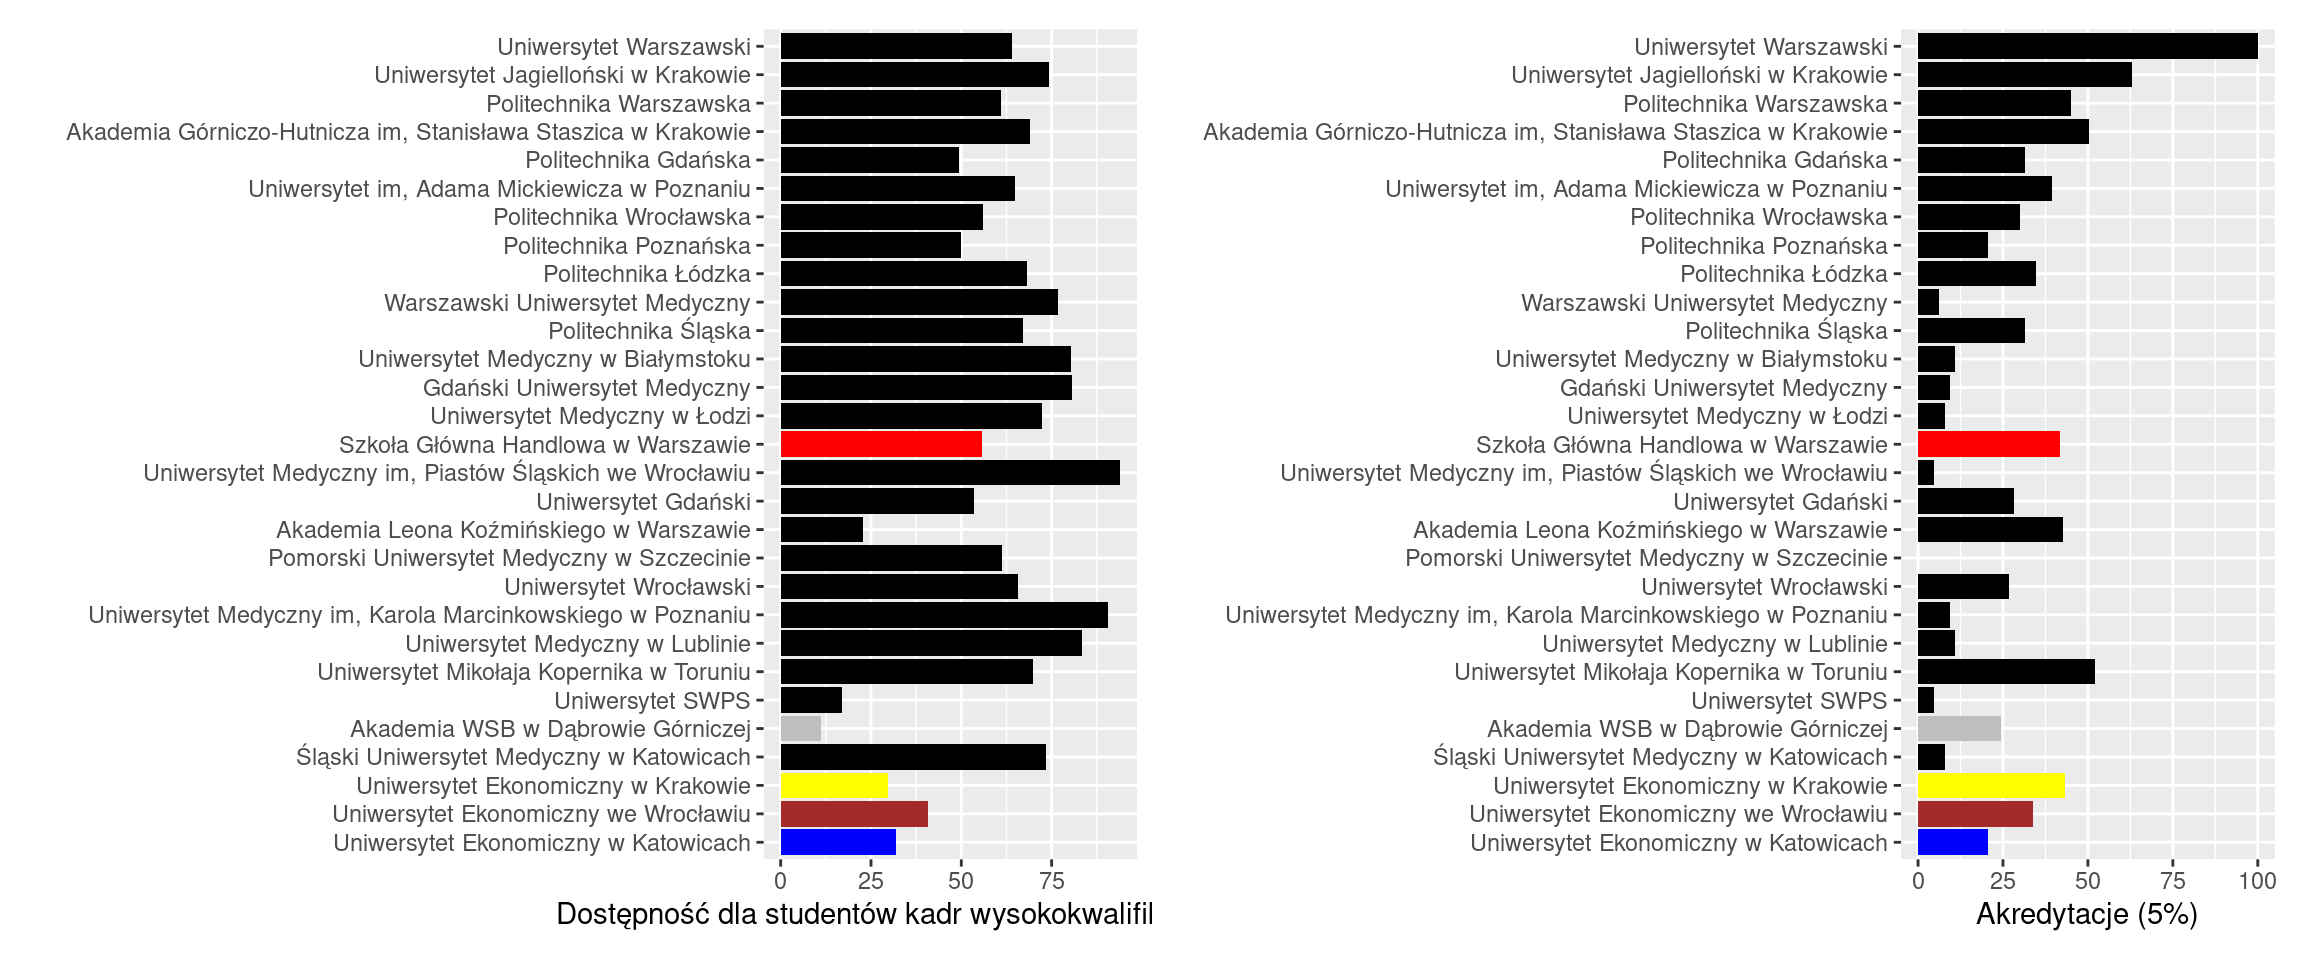 Uniwersytet Warszawski
Uniwersytet Jagielloński w Krakowie
Politechnika Warszawska
Akademia Górniczo-Hutnicza im, Stanisława Staszica w Krakowie
Politechnika Gdańska
Uniwersytet im, Adama Mickiewicza w Poznaniu
Politechnika Wrocławska
Politechnika Poznańska
Politechnika Łódzka
Warszawski Uniwersytet Medyczny
Politechnika Śląska
Uniwersytet Medyczny w Białymstoku
Gdański Uniwersytet Medyczny
Uniwersytet Medyczny w Łodzi
Szkoła Główna Handlowa w Warszawie
Uniwersytet Medyczny im, Piastów Śląskich we Wrocławiu
Uniwersytet Gdański
Akademia Leona Koźmińskiego w Warszawie
Pomorski Uniwersytet Medyczny w Szczecinie
Uniwersytet Wrocławski
Uniwersytet Medyczny im, Karola Marcinkowskiego w Poznaniu
Uniwersytet Medyczny w Lublinie
Uniwersytet Mikołaja Kopernika w Toruniu
Uniwersytet SWPS
Akademia WSB w Dąbrowie Górniczej
Śląski Uniwersytet Medyczny w Katowicach
Uniwersytet Ekonomiczny w Krakowie
Uniwersytet Ekonomiczny we Wrocławiu
Uniwersytet Ekonomiczny w Katowicach
0 25 50 75
Dostępność dla studentów kadr wysokokwalifi
Uniwersytet Warszawski
Uniwersytet Jagielloński w Krakowie
Politechnika Warszawska
Akademia Górniczo-Hutnicza im, Stanisława Staszica w Krakowie
Politechnika Gdańska
Uniwersytet im, Adama Mickiewicza w Poznaniu
Politechnika Wrocławska
Politechnika Poznańska
Politechnika Łódzka
Warszawski Uniwersytet Medyczny
Politechnika Śląska
Uniwersytet Medyczny w Białymstoku
Gdański Uniwersytet Medyczny
Uniwersytet Medyczny w Łodzi
Szkoła Główna Handlowa w Warszawie
Uniwersytet Medyczny im, Piastów Śląskich we Wrocławiu
Uniwersytet Gdański
Akademia Leona Koźmińskiego w Warszawie
Pomorski Uniwersytet Medyczny w Szczecinie
Uniwersytet Wrocławski
Uniwersytet Medyczny im, Karola Marcinkowskiego w Poznaniu
Uniwersytet Medyczny w Lublinie
Uniwersytet Mikołaja Kopernika w Toruniu
Uniwersytet SWPS
Akademia WSB w Dąbrowie Górniczej
Śląski Uniwersytet Medyczny w Katowicach
Uniwersytet Ekonomiczny w Krakowie
Uniwersytet Ekonomiczny we Wrocławiu
Uniwersytet Ekonomiczny w Katowicach
0 25 50 75 100
Akredytacje (5%)